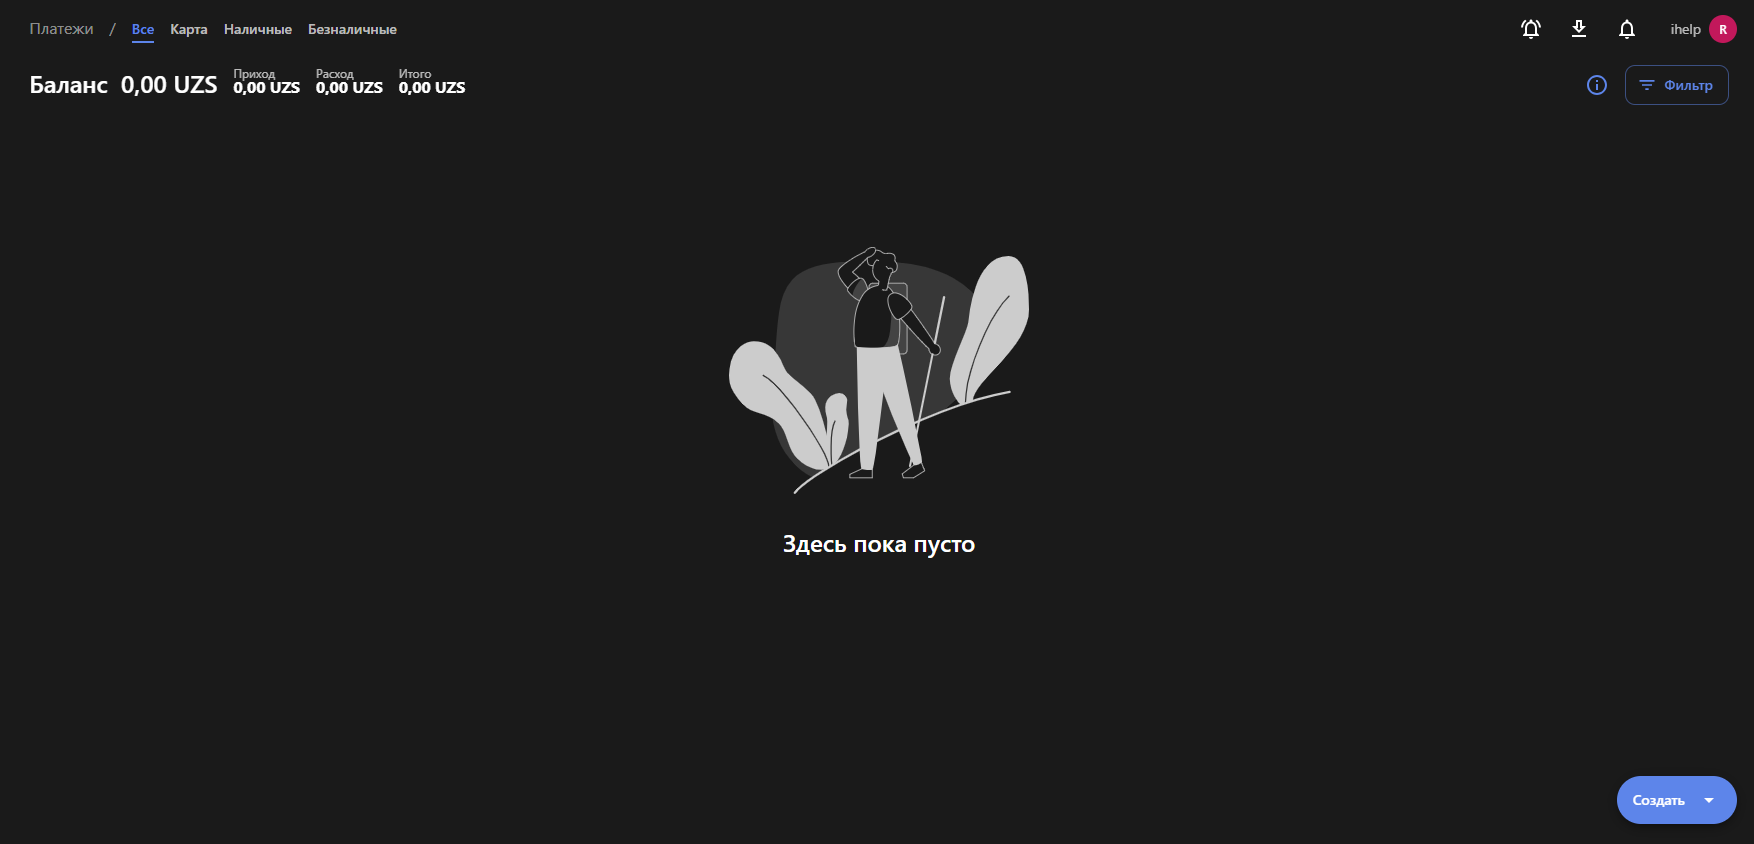 Платежи / Все Карта Наличные Безналичные
ihelp R
Баланс 0,00 UZS
Приход Расход Итого
0,00 UZS 0,00 UZS 0,00 UZS
Фильтр
Здесь пока пусто
Создать